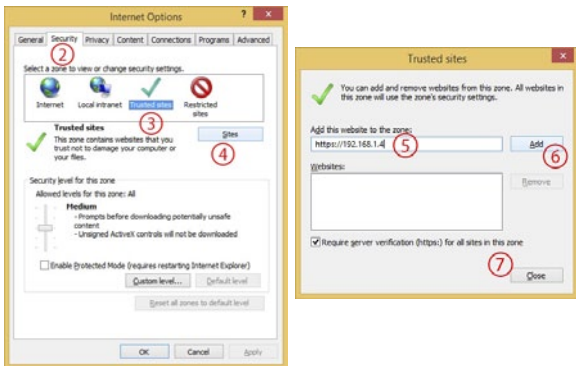 Internet Options
?
x
General Security Privacy Content Connections Programs Advanced
2
Select a zone to view or change security settings.
Internet Local intranet Trusted sites Restricted
sites
3
Trusted sites
Sites
This zone contains websites that you
trust not to damage your computer or
your files.
4
Security level for this zone
Allowed levels for this zone: All
Medium
- Prompts before downloading potentially unsafe
content
- Unsigned ActiveX controls will not be downloaded
Enable Protected Mode (requires restarting Internet Explorer)
Custom level... Default level
Reset all zones to default level
OK Cancel Apply
Trusted sites
x
You can add and remove websites from this zone. All websites in
this zone will use the zone's security settings.
Add this website to the zone:
https://192.168.1.4
5
Add
6
Websites:
Remove
Require server verification (https:) for all sites in this zone
7
Close